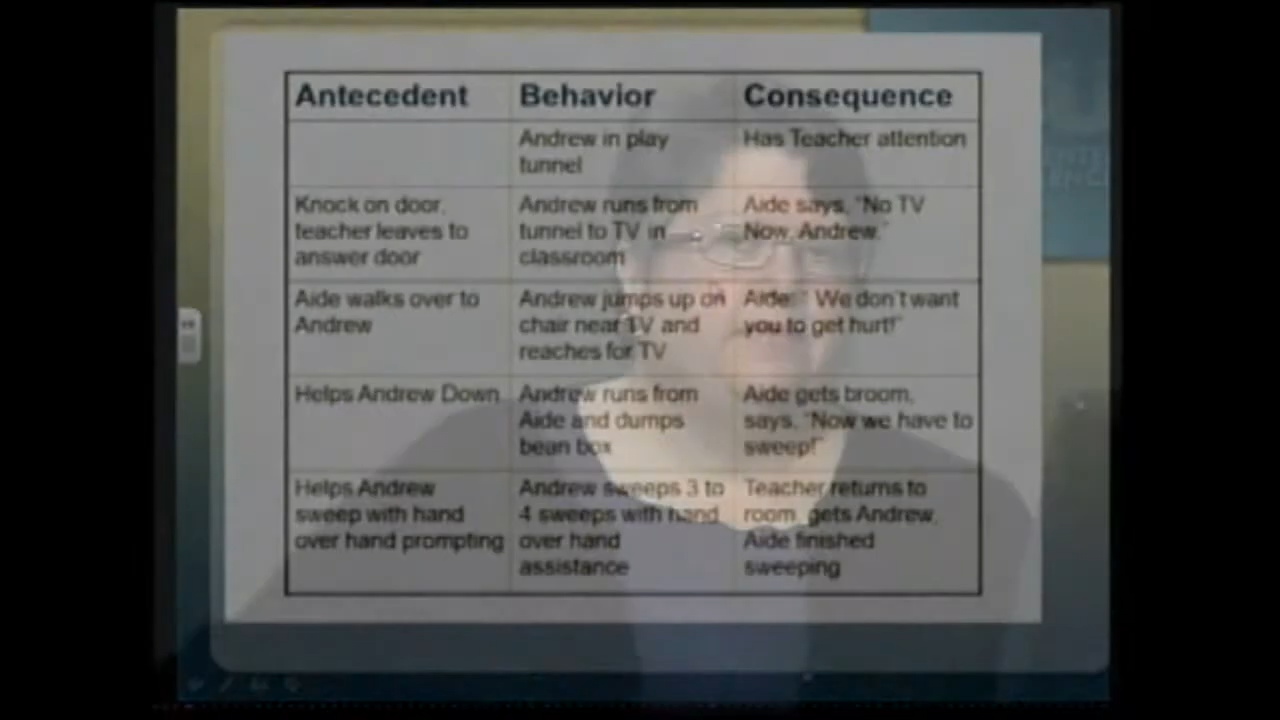 Antecedent Behavior Consequence
Andrew in play Has Teacher attention
tunnel
Knock on door, Andrew runs from Aide says, "No TV
teacher leaves to tunnel to TV in Now, Andrew."
answer door classroom
Aide walks over to Andrew jumps up on Aide: " We don't want
Andrew chair near TV and you to get hurt!"
reaches for TV
Helps Andrew Down Andrew runs from Aide gets broom,
Aide and dumps says, "Now we have to
bean box sweep!"
Helps Andrew Andrew sweeps 3 to Teacher returns to
sweep with hand 4 sweeps with hand room, gets Andrew,
over hand prompting over hand Aide finished
assistance sweeping